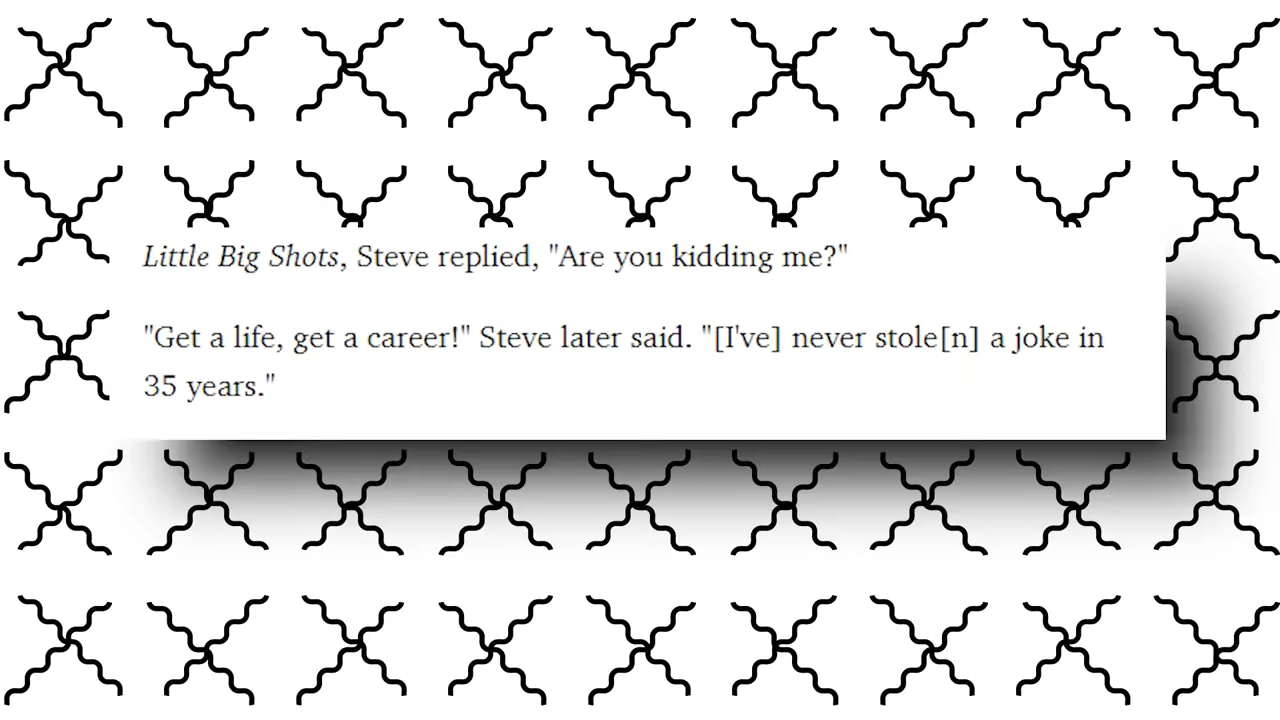 Little Big Shots, Steve replied, "Are you kidding me?"
"Get a life, get a career!" Steve later said. "[I've] never stole[n] a joke in
35 years."